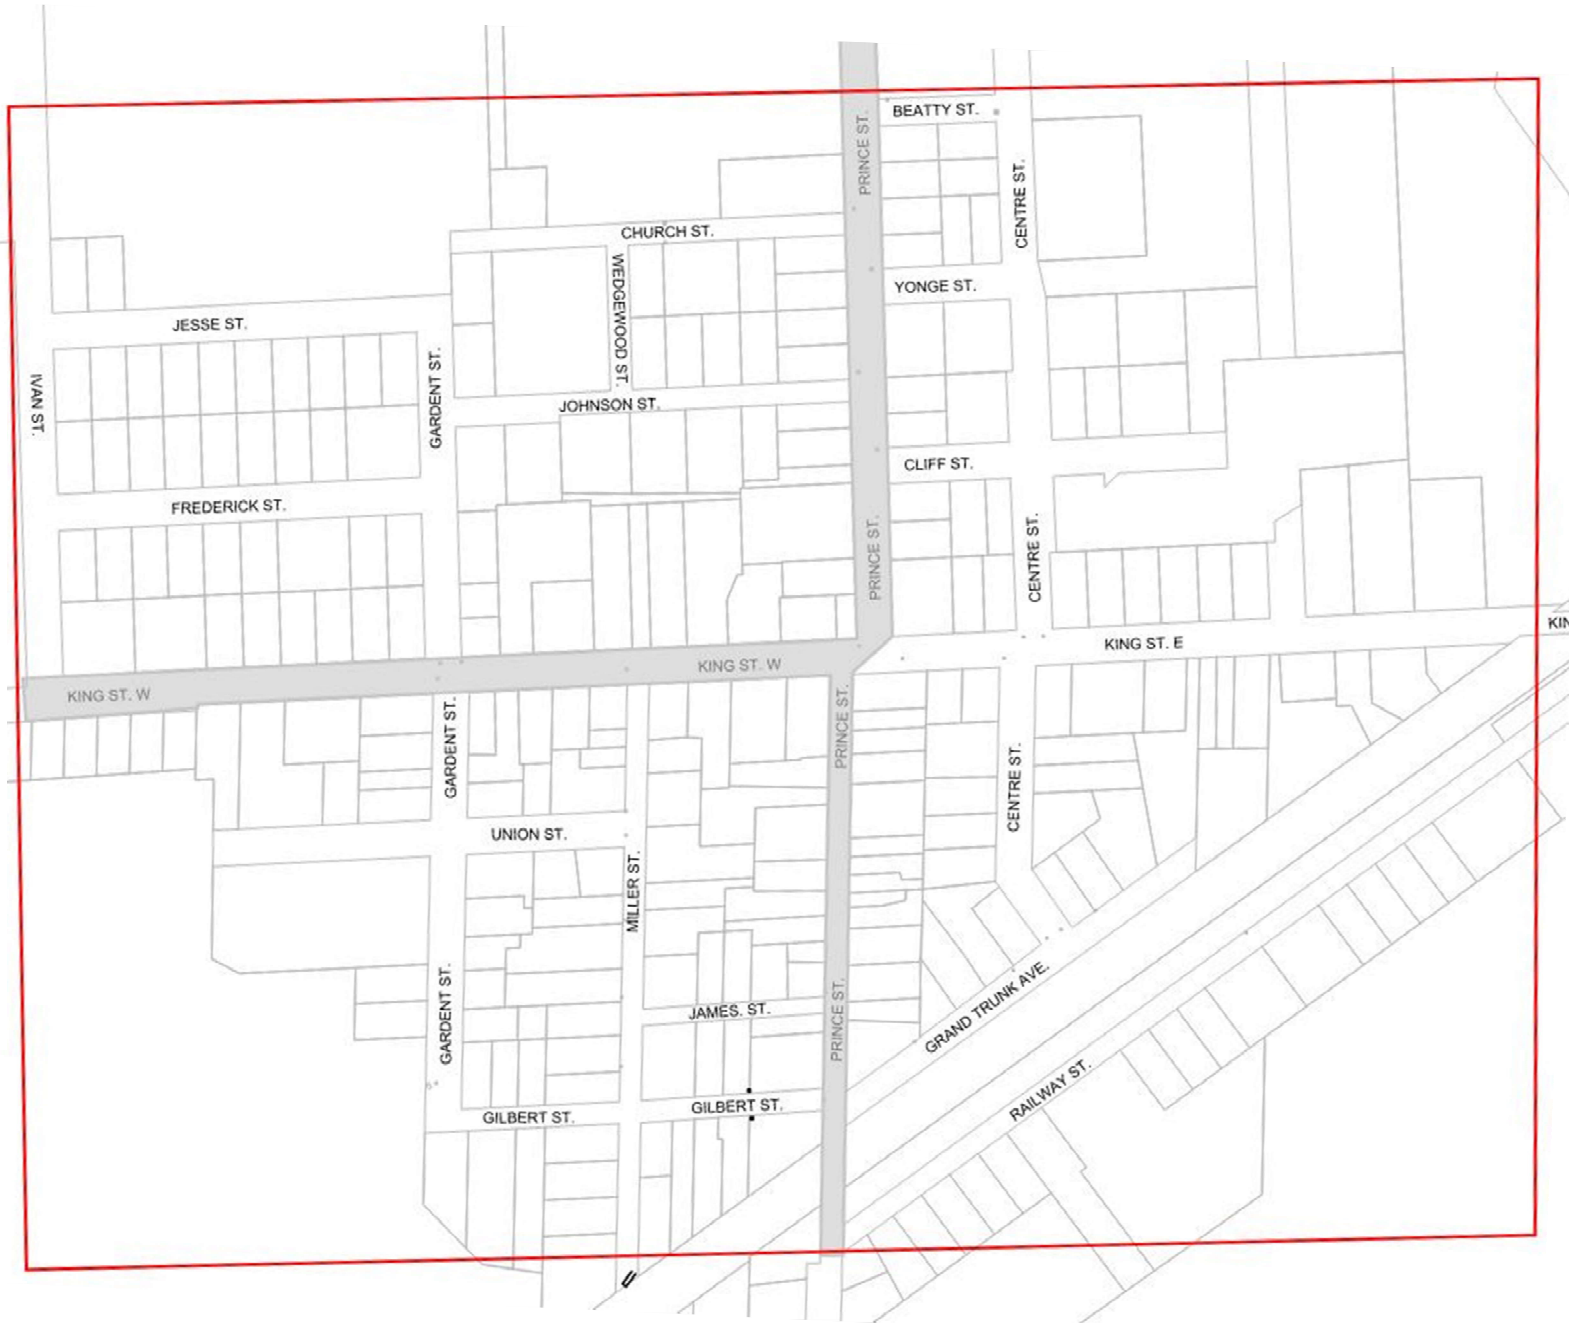 BEATTY ST.
PRINCE ST.
CENTRE ST.
CHURCH ST.
WEDGEWOOD ST.
YONGE ST.
JESSE ST.
IVAN ST.
GARDENT ST.
JOHNSON ST.
CLIFF ST.
FREDERICK ST.
PRINCE ST.
CENTRE ST.
KIN
KING ST. E
KING ST. W
KING ST. W
GARDENT ST.
PRINCE ST.
CENTRE ST.
UNION ST.
MILLER ST.
GARDENT ST.
JAMES. ST.
PRINCE ST.
GRAND TRUNK AVE.
RAILWAY ST.
GILBERT ST.
GILBERT ST.